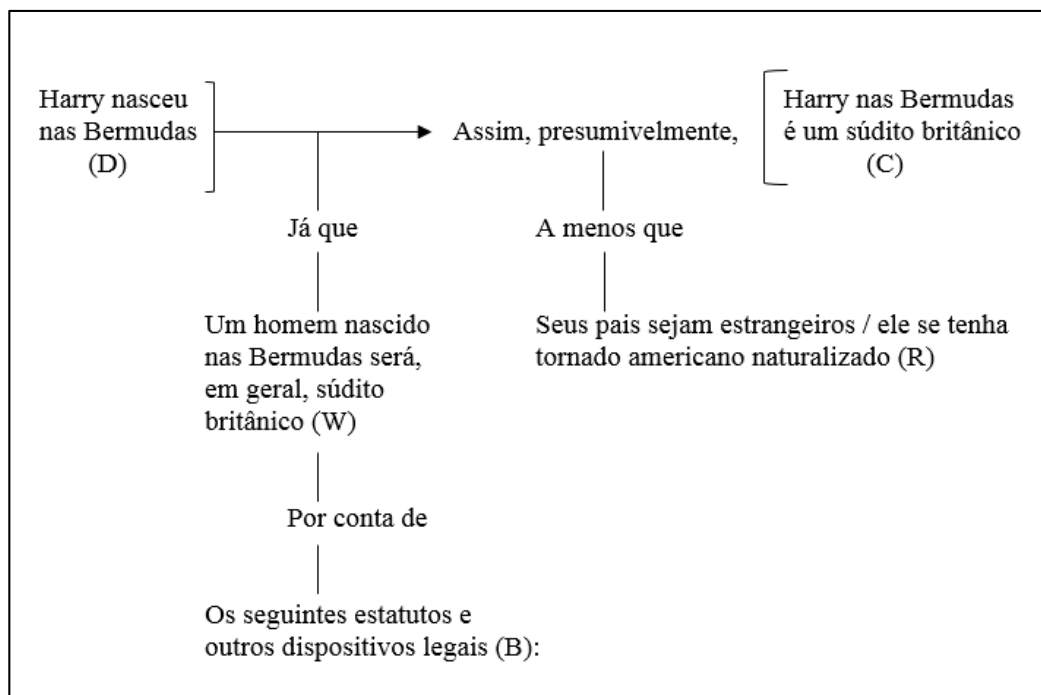 Harry nasceu
nas Bermudas
(D)
Assim, presumivelmente,
Harry nas Bermudas
é um súdito britânico
(C)
Já que
A menos que
Um homem nascido
nas Bermudas será,
em geral, súdito
britânico (W)
Seus pais sejam estrangeiros / ele se tenha
tornado americano naturalizado (R)
Por conta de
Os seguintes estatutos e
outros dispositivos legais (B):